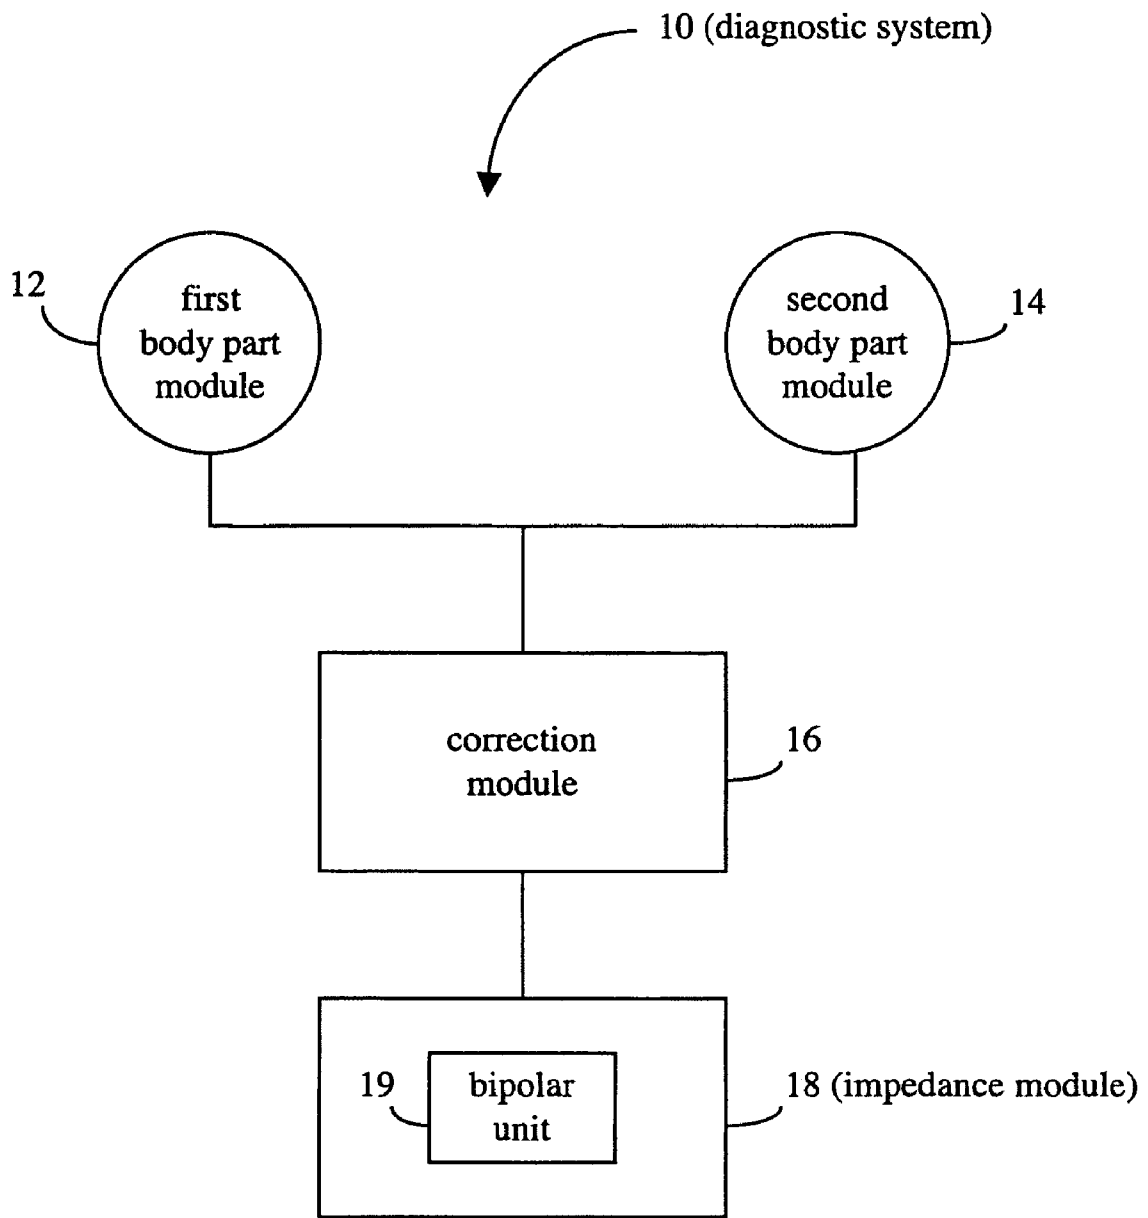 10 (diagnostic system)
12
first
body part
module
second
body part
module
14
correction
module
16
19
bipolar
unit
18 (impedance module)